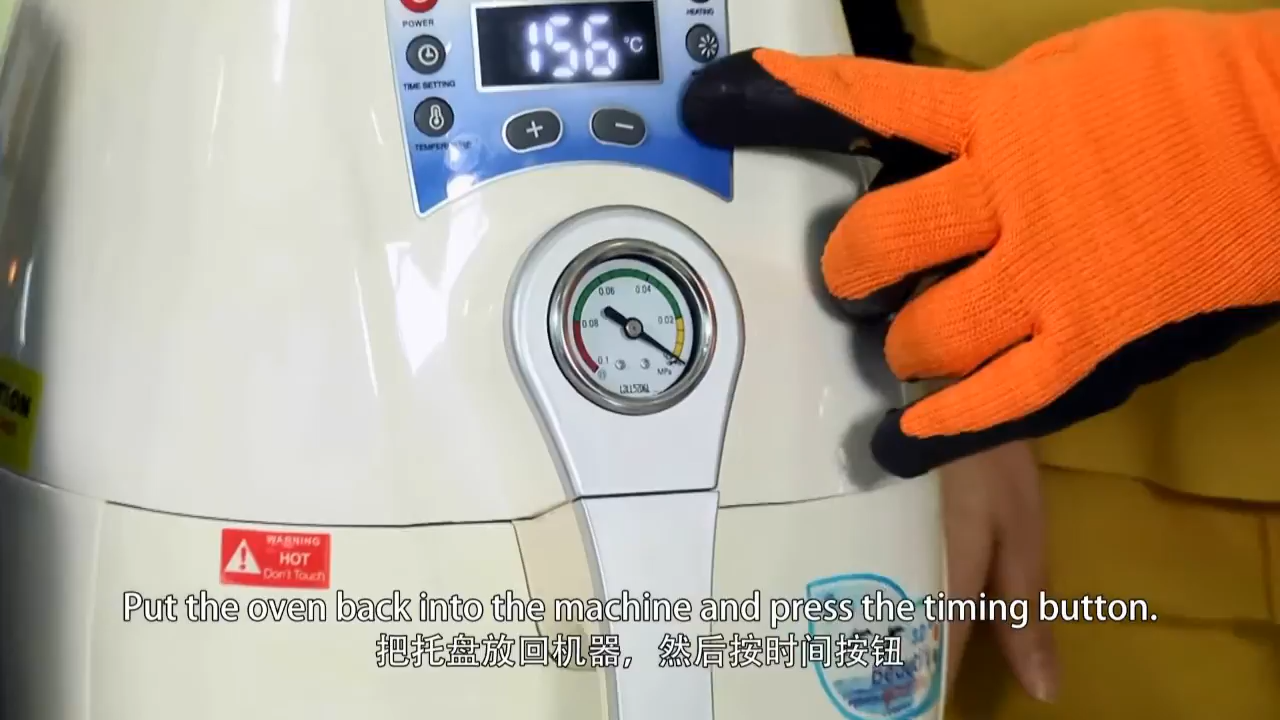 POWER
HEATING
156 °C
TIME SETTING
+
−
0.06
0.04
0.08
0.02
0.1
MPa
WARNING
HOT
Don't Touch
Put the oven back into the machine and press the timing button.
把托盘放回机器，然后按时间按钮